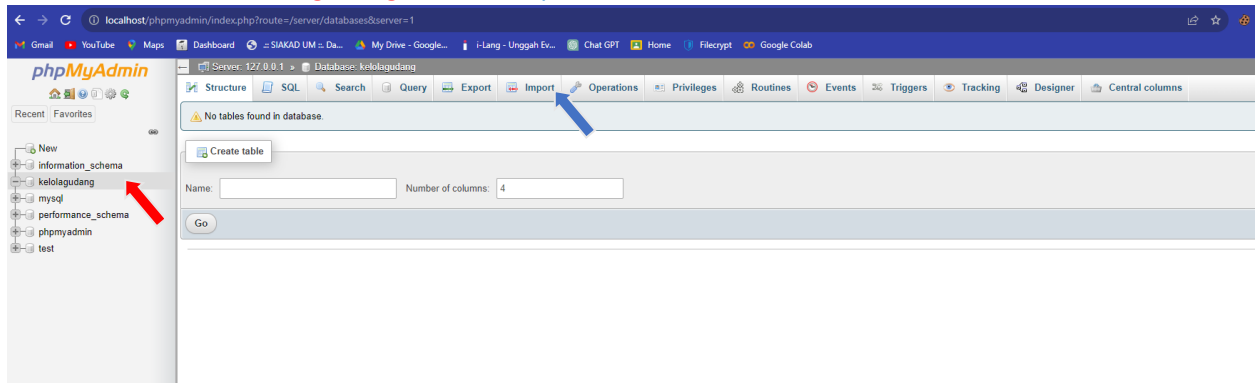 localhost/phpmyadmin/index.php?route=/server/databases&server=1
Gmail YouTube Maps Dashboard .:: SIAKAD UM ::. Da... My Drive - Google... i-Lang - Unggah Ev... Chat GPT Home Filecrypt Google Colab
phpMyAdmin
Recent Favorites
New
information_schema
kelolagudang
mysql
performance_schema
phpmyadmin
test
Server: 127.0.0.1 » Database: kelolagudang
Structure SQL Search Query Export Import Operations Privileges Routines Events Triggers Tracking Designer Central columns
No tables found in database.
Create table
Name: Number of columns: 4
Go